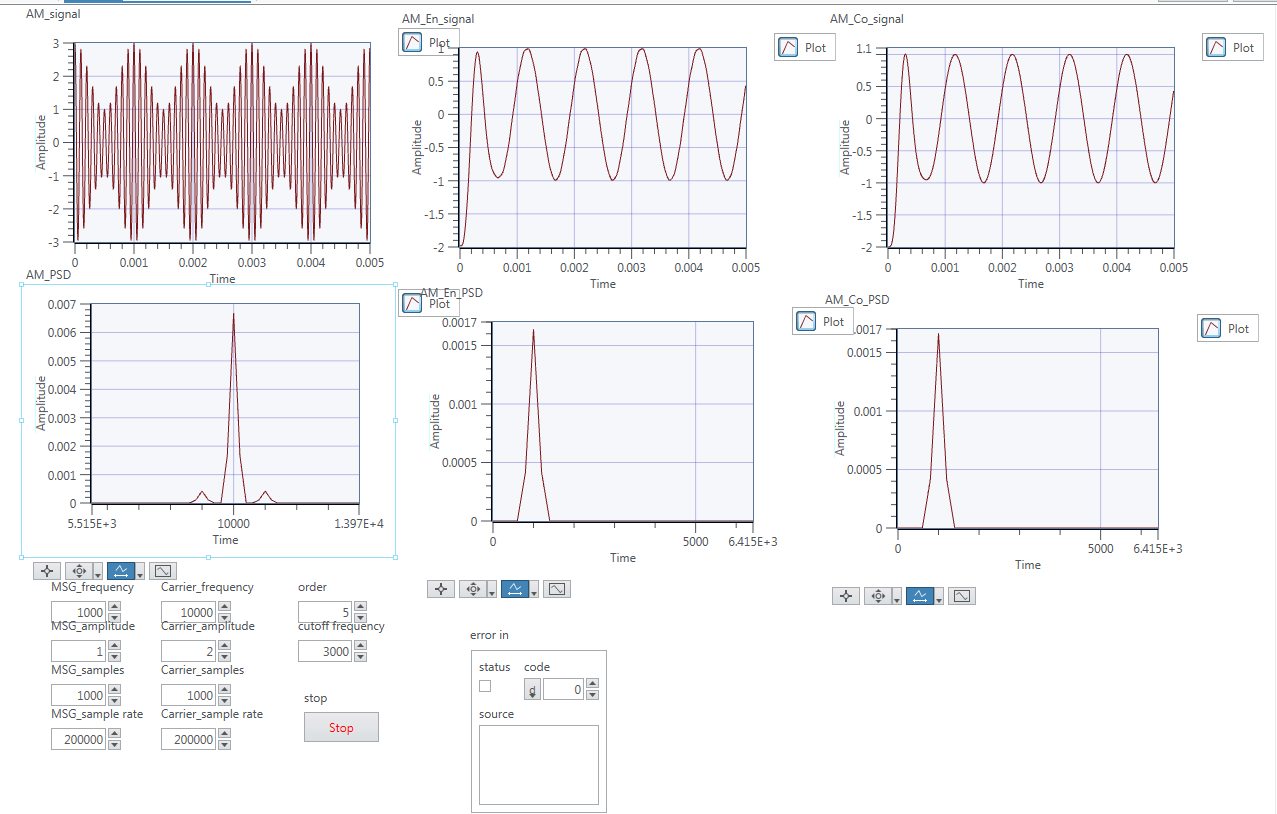 AM_signal
AM_En_signal
AM_Co_signal
Plot
Plot
Plot
3
2
1
0
-1
-2
-3
Amplitude
0
0.001
0.002
0.003
0.004
0.005
Time
1
0.5
0
-0.5
-1
-1.5
-2
Amplitude
0
0.001
0.002
0.003
0.004
0.005
Time
1.1
0.5
0
-0.5
-1
-1.5
-2
Amplitude
0
0.001
0.002
0.003
0.004
0.005
Time
AM_PSD
AM_En_PSD
AM_Co_PSD
Plot
Plot
Plot
0.007
0.006
0.005
0.004
0.003
0.002
0.001
0
Amplitude
5.515E+3
10000
1.397E+4
Time
0.0017
0.0015
0.001
0.0005
0
Amplitude
0
5000
6.415E+3
Time
0.0017
0.0015
0.001
0.0005
0
Amplitude
0
5000
6.415E+3
Time
MSG_frequency
Carrier_frequency
order
1000
10000
5
MSG_amplitude
Carrier_amplitude
cutoff frequency
1
2
3000
MSG_samples
Carrier_samples
1000
1000
stop
MSG_sample rate
Carrier_sample rate
Stop
200000
200000
error in
status
code
d
0
source